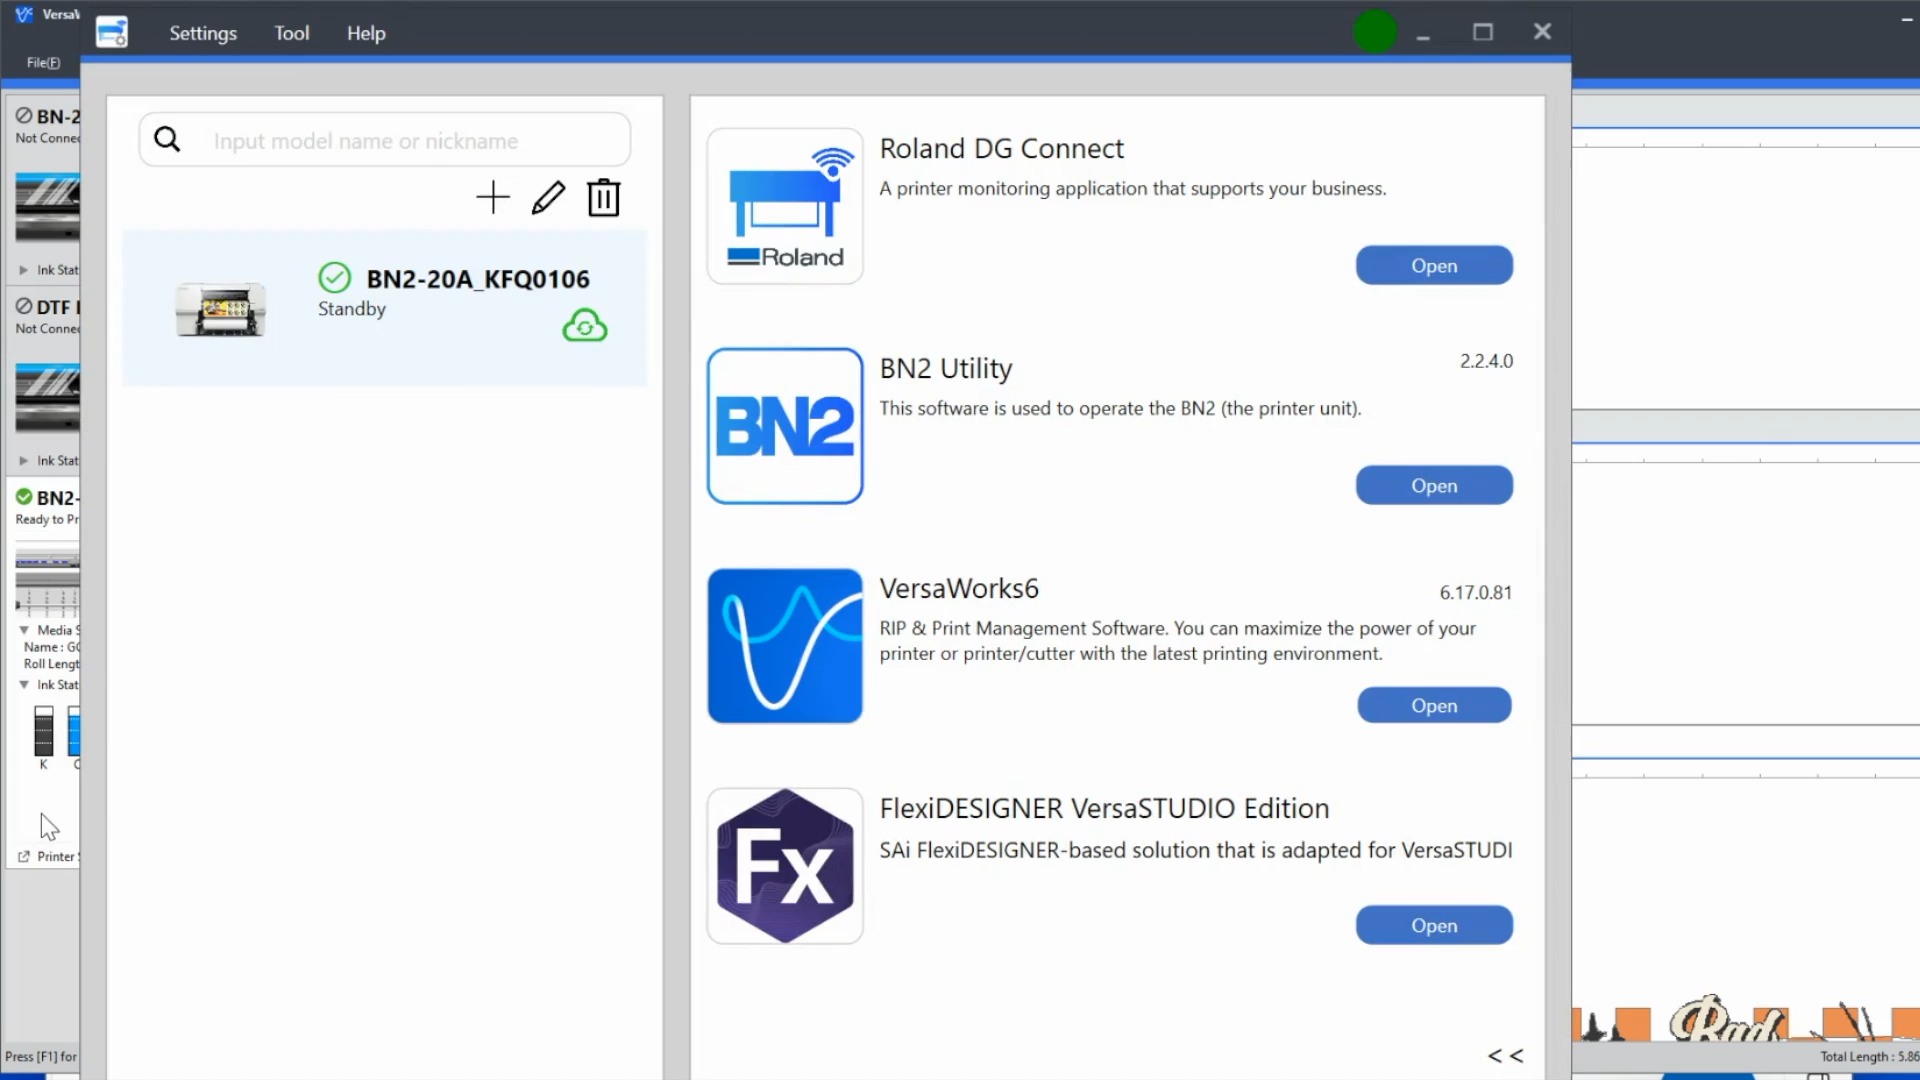 VersaW
File(F)
Settings
Tool
Help
BN-2
Not Connec
Ink Stat
DTF
Not Connec
Ink Stat
BN2-
Ready to Pr
Media S
Name : GC
Roll Lengt
Ink Stat
K
Printer
Press [F1] for
Input model name or nickname
BN2-20A_KFQ0106
Standby
Roland DG Connect
A printer monitoring application that supports your business.
Roland
Open
BN2 Utility
2.2.4.0
This software is used to operate the BN2 (the printer unit).
BN2
Open
VersaWorks6
6.17.0.81
RIP & Print Management Software. You can maximize the power of your
printer or printer/cutter with the latest printing environment.
Open
FlexiDESIGNER VersaSTUDIO Edition
SAi FlexiDESIGNER-based solution that is adapted for VersaSTUDI
Fx
Open
<<
Rad
Total Length : 5.86